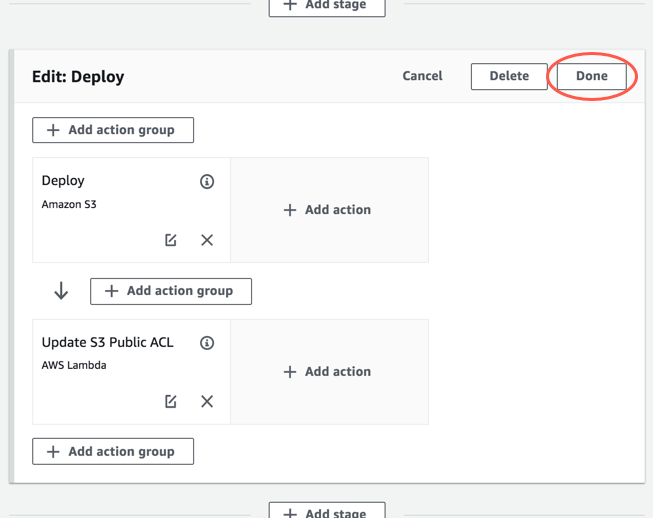 Add stage
Edit: Deploy
Cancel
Delete
Done
Add action group
Deploy
Amazon S3
Add action
Add action group
Update S3 Public ACL
AWS Lambda
Add action
Add action group
Add stage